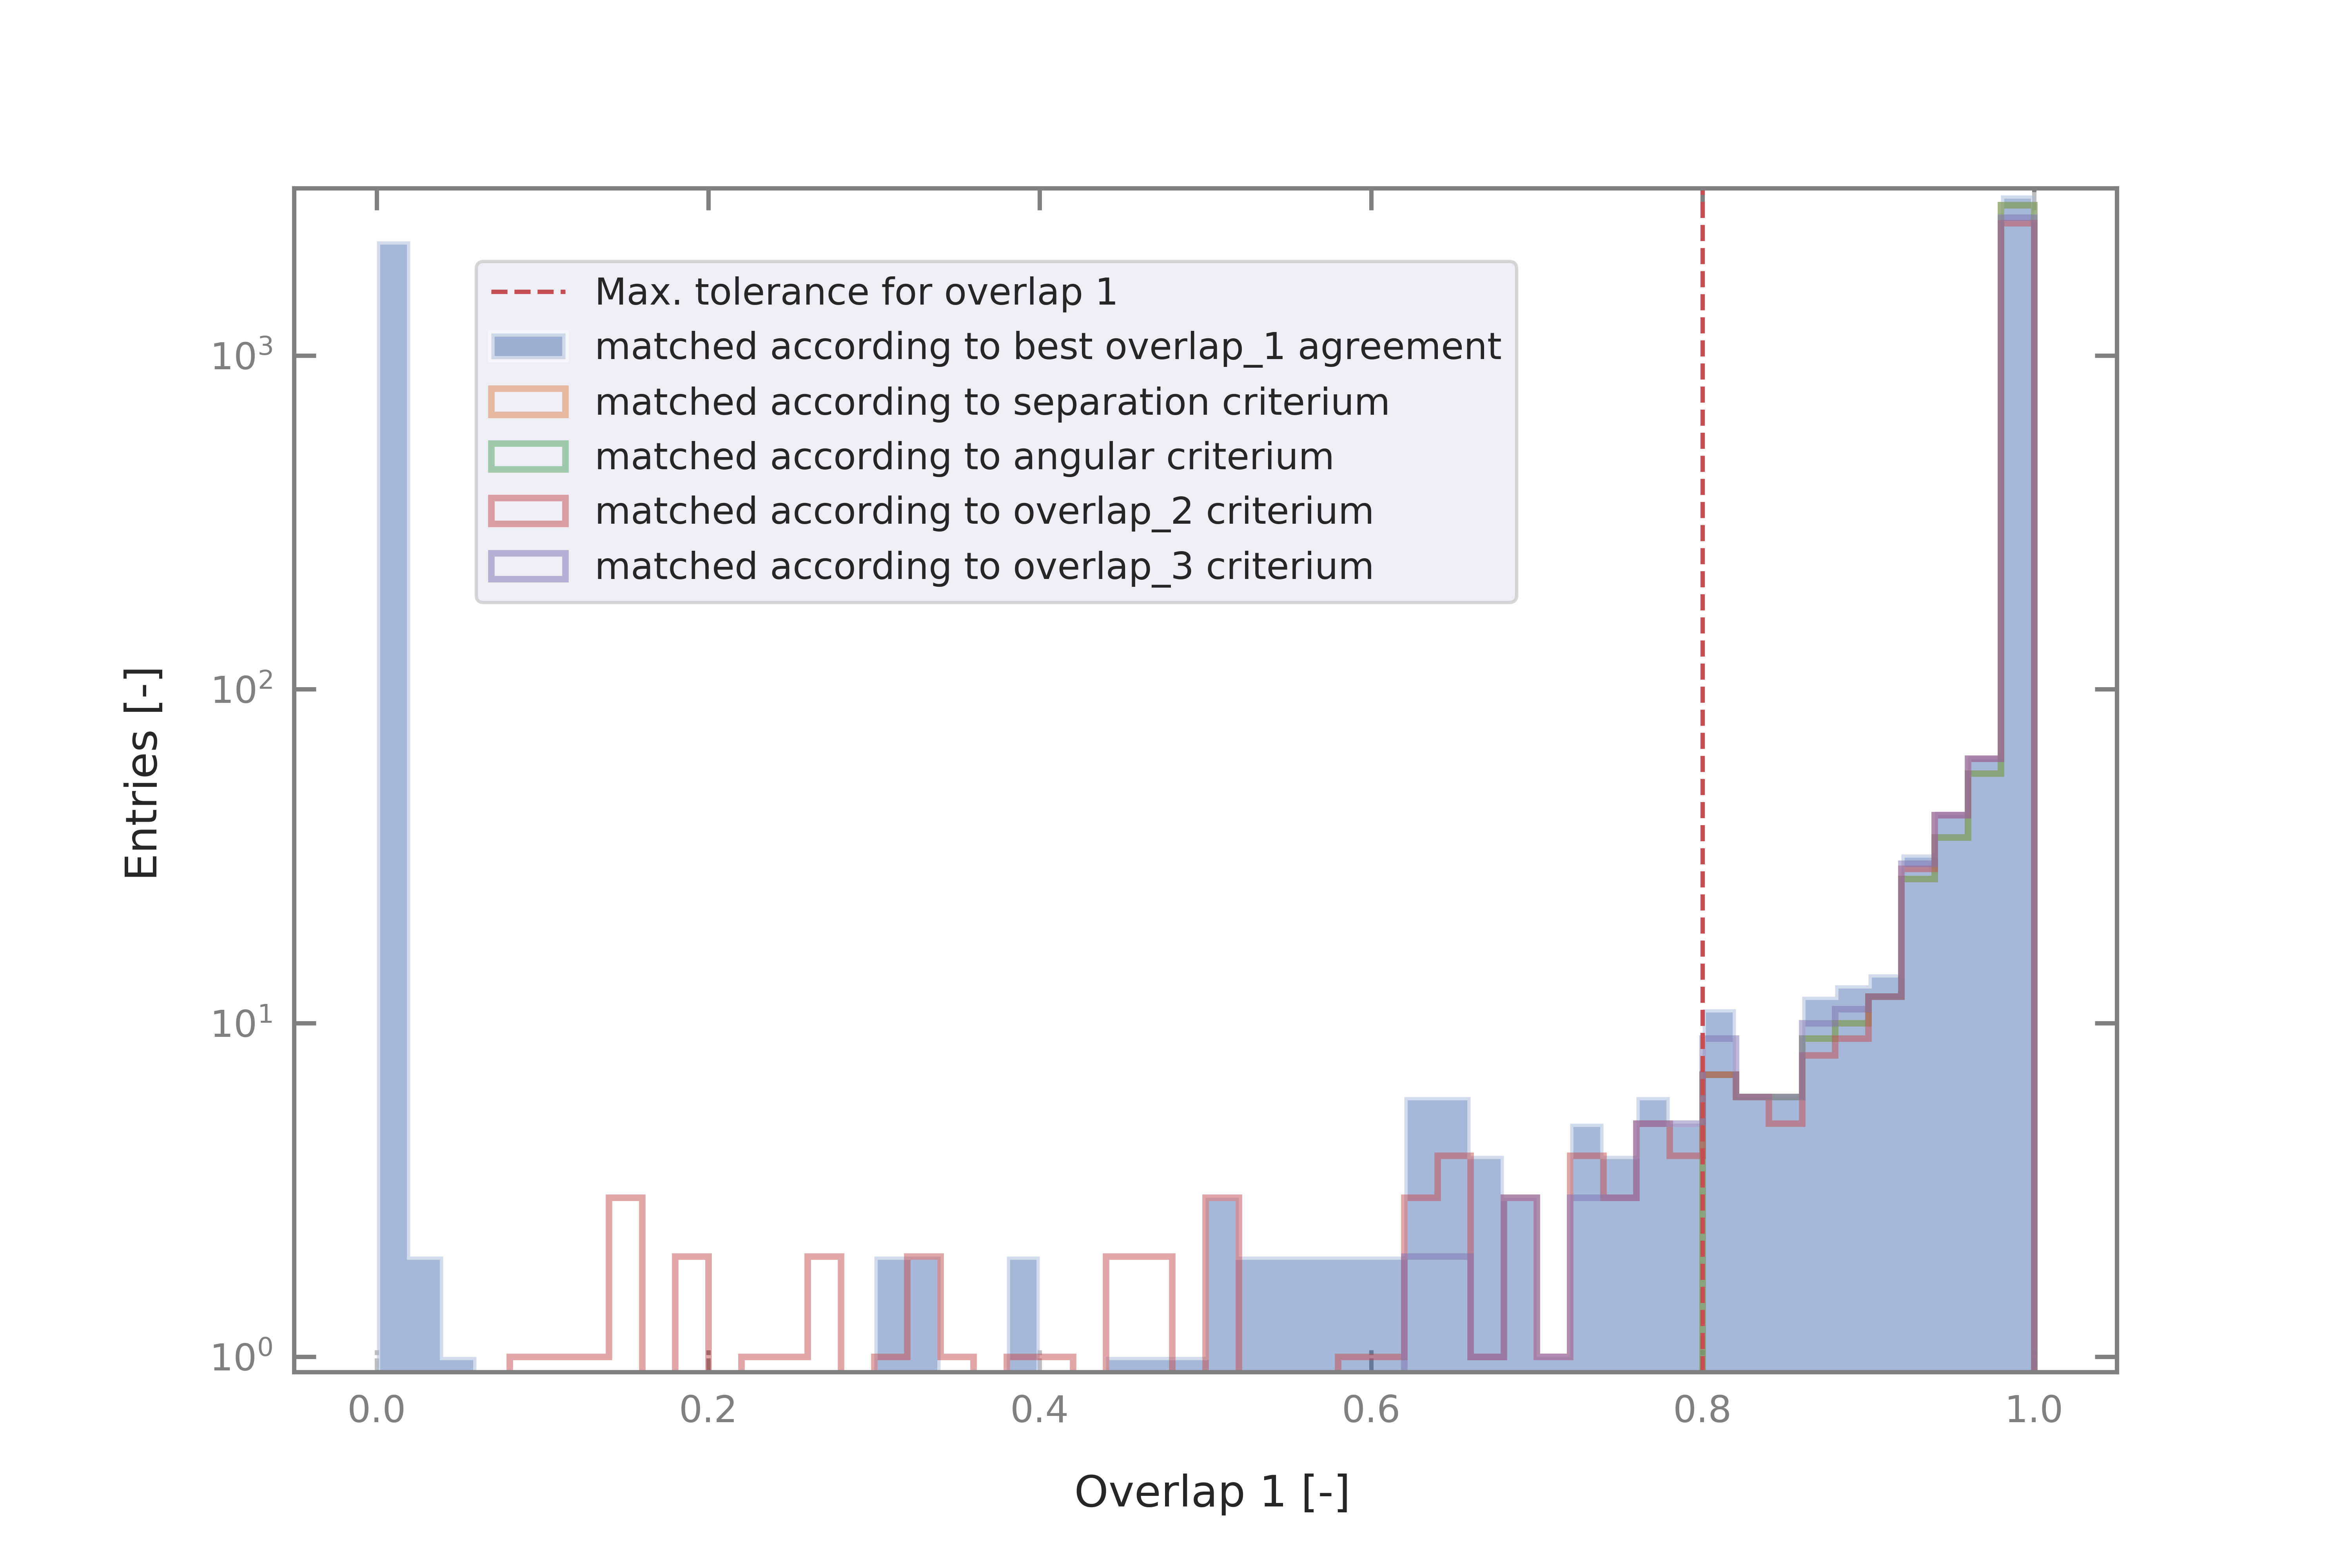 Max. tolerance for overlap 1
matched according to best overlap_1 agreement
matched according to separation criterium
matched according to angular criterium
matched according to overlap_2 criterium
matched according to overlap_3 criterium
10³
10²
10¹
10⁰
Entries [-]
0.0 0.2 0.4 0.6 0.8 1.0
Overlap 1 [-]